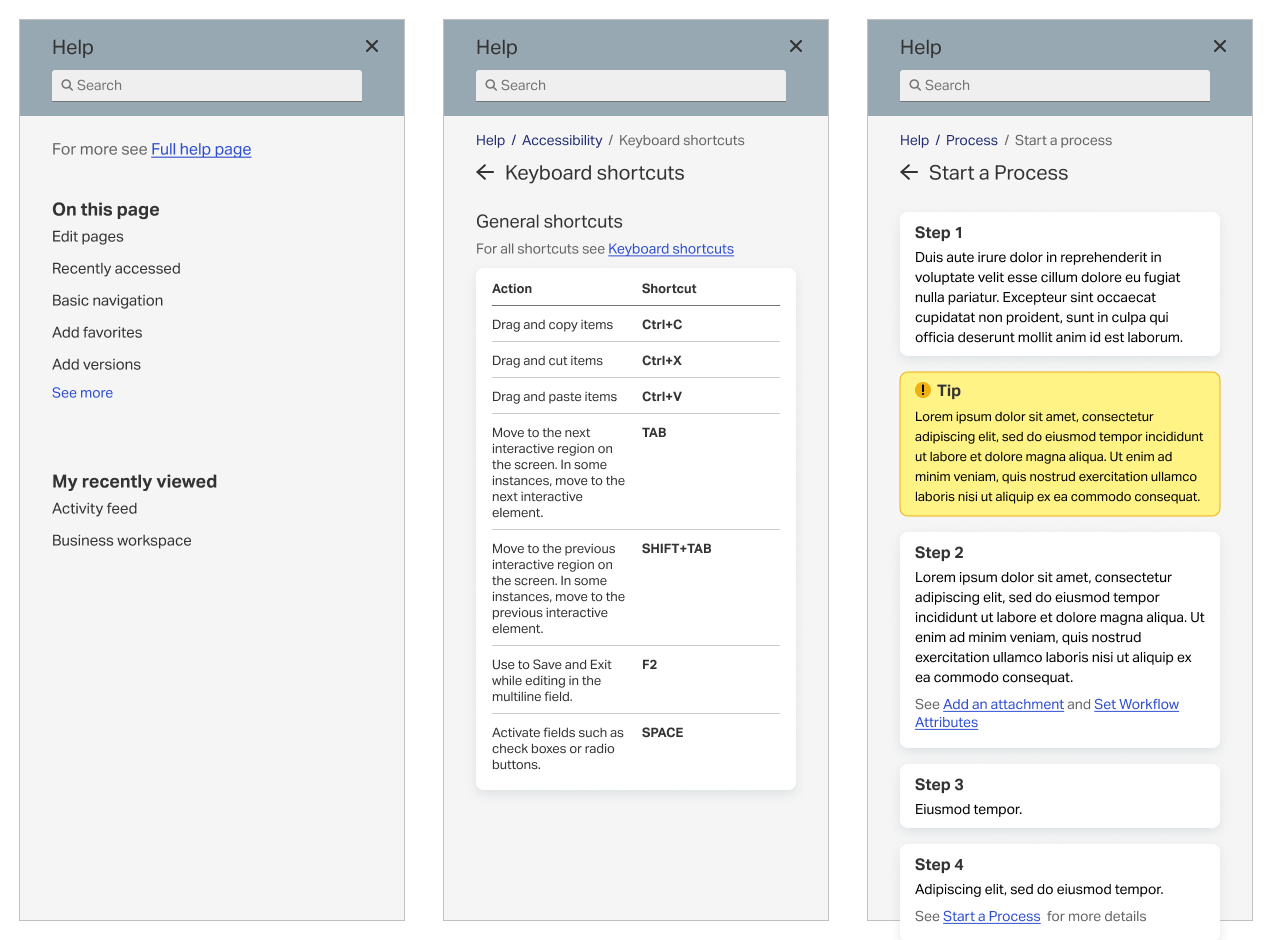 Help
Search
For more see Full help page
On this page
Edit pages
Recently accessed
Basic navigation
Add favorites
Add versions
See more
My recently viewed
Activity feed
Business workspace
Help
Search
Help / Accessibility / Keyboard shortcuts
Keyboard shortcuts
General shortcuts
For all shortcuts see Keyboard shortcuts
Action Shortcut
Drag and copy items Ctrl+C
Drag and cut items Ctrl+X
Drag and paste items Ctrl+V
Move to the next TAB
interactive region on
the screen. In some
instances, move to the
next interactive
element.
Move to the previous SHIFT+TAB
interactive region on
the screen. In some
instances, move to the
previous interactive
element.
Use to Save and Exit F2
while editing in the
multiline field.
Activate fields such as SPACE
check boxes or radio
buttons.
Help
Search
Help / Process / Start a process
Start a Process
Step 1
Duis aute irure dolor in reprehenderit in
voluptate velit esse cillum dolore eu fugiat
nulla pariatur. Excepteur sint occaecat
cupidatat non proident, sunt in culpa qui
officia deserunt mollit anim id est laborum.
Tip
Lorem ipsum dolor sit amet, consectetur
adipiscing elit, sed do eiusmod tempor incididunt
ut labore et dolore magna aliqua. Ut enim ad
minim veniam, quis nostrud exercitation ullamco
laboris nisi ut aliquip ex ea commodo consequat.
Step 2
Lorem ipsum dolor sit amet, consectetur
adipiscing elit, sed do eiusmod tempor
incididunt ut labore et dolore magna aliqua. Ut
enim ad minim veniam, quis nostrud
exercitation ullamco laboris nisi ut aliquip ex
ea commodo consequat.
See Add an attachment and Set Workflow
Attributes
Step 3
Eiusmod tempor.
Step 4
Adipiscing elit, sed do eiusmod tempor.
See Start a Process for more details